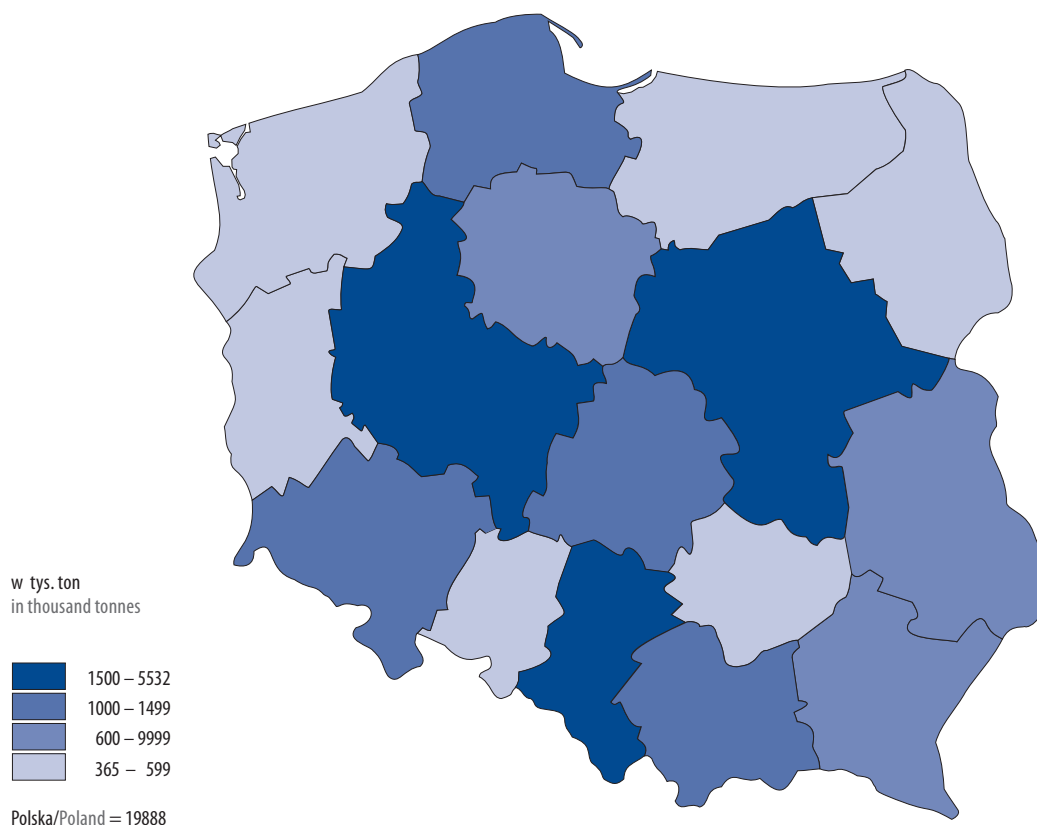 w tys. ton
in thousand tonnes
1500 – 5532
1000 – 1499
600 – 9999
365 – 599
Polska/Poland = 19888